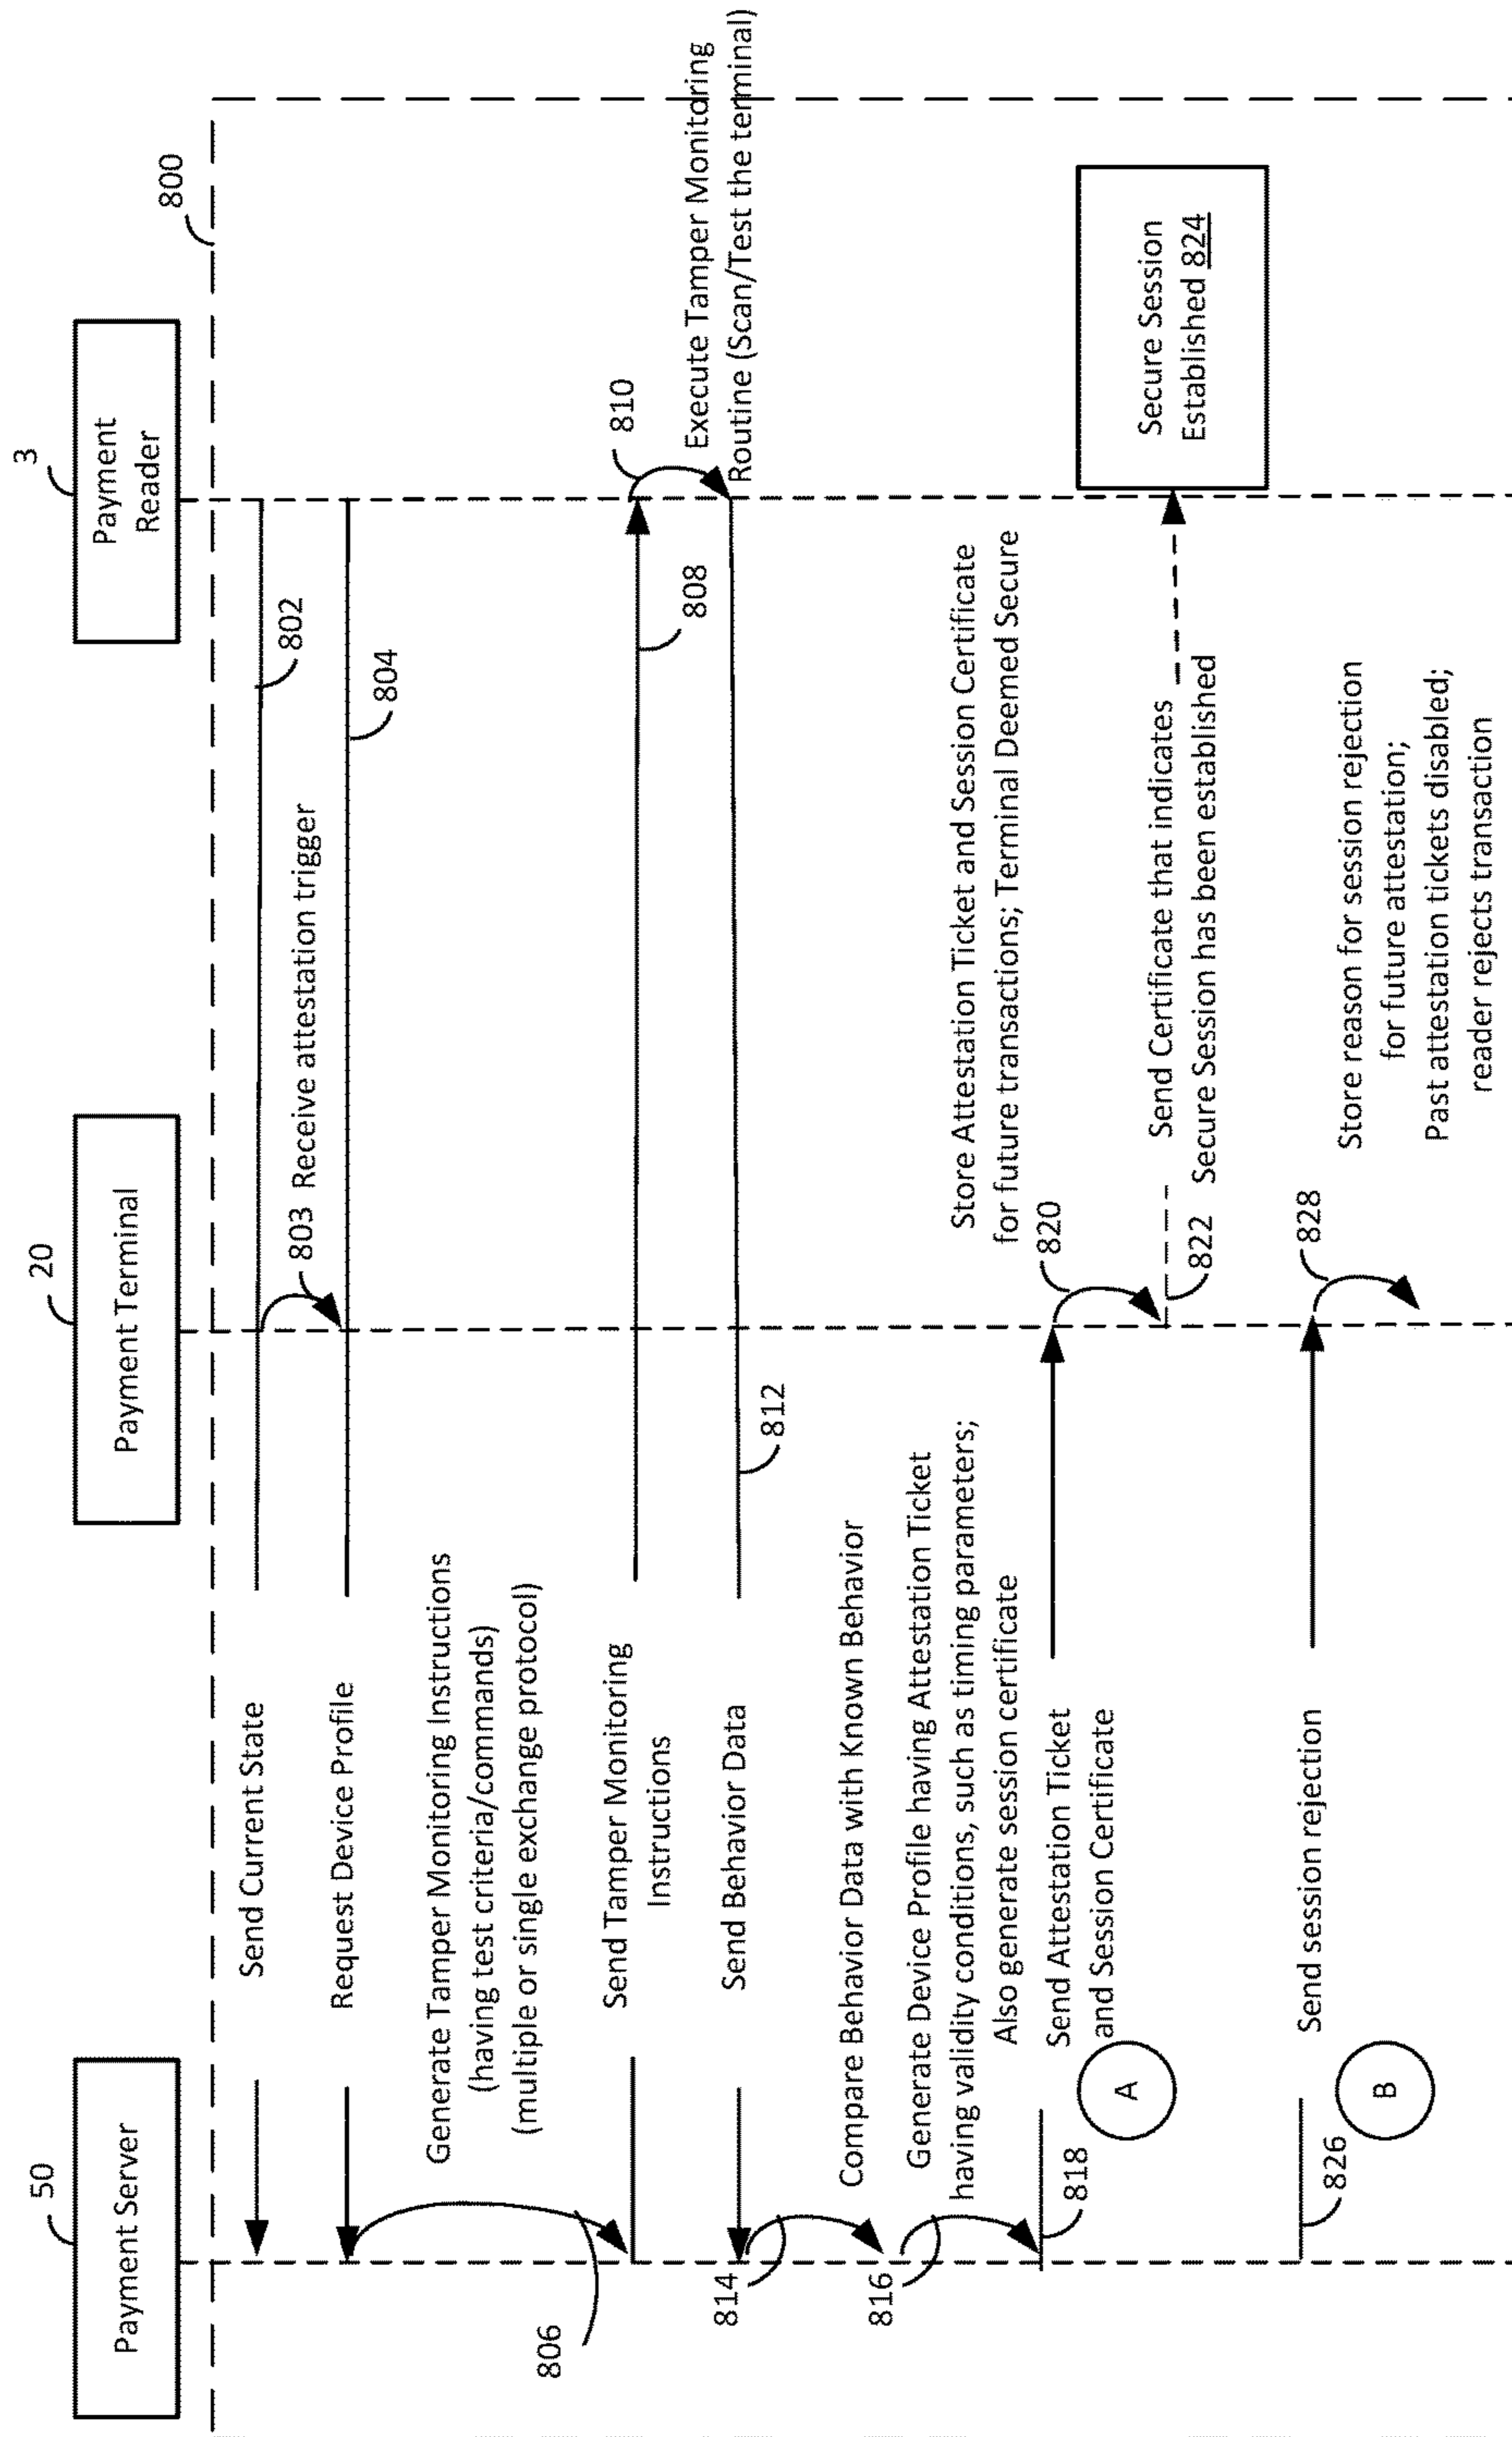 50
Payment Server
20
Payment Terminal
3
Payment
Reader
800
Send Current State
802
803 Receive attestation trigger
Request Device Profile
804
Generate Tamper Monitoring Instructions
(having test criteria/commands)
(multiple or single exchange protocol)
806
Send Tamper Monitoring
Instructions
808
810
Execute Tamper Monitoring
Routine (Scan/Test the terminal)
Send Behavior Data
812
814
Compare Behavior Data with Known Behavior
816
Generate Device Profile having Attestation Ticket
having validity conditions, such as timing parameters;
Also generate session certificate
Send Attestation Ticket
and Session Certificate
818
A
Store Attestation Ticket and Session Certificate
for future transactions; Terminal Deemed Secure
820
822
Send Certificate that indicates
Secure Session has been established
Secure Session
Established 824
Send session rejection
826
B
828
Store reason for session rejection
for future attestation;
Past attestation tickets disabled;
reader rejects transaction